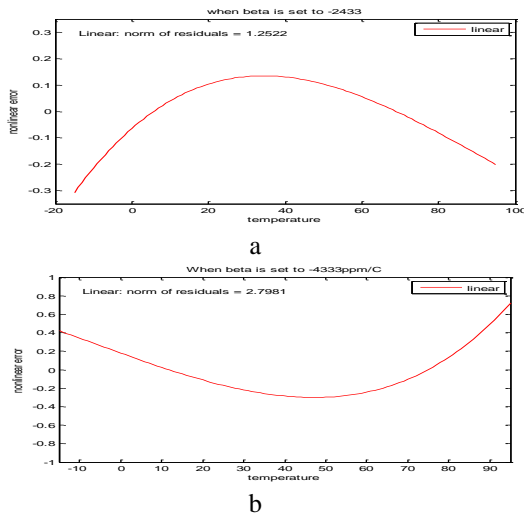 when beta is set to -2433
Linear: norm of residuals = 1.2522
linear
0.3
0.2
0.1
0
-0.1
-0.2
-0.3
nonlinear error
-20 0 20 40 60 80 100
temperature
a
When beta is set to -4333ppm/C
Linear: norm of residuals = 2.7981
linear
1
0.8
0.6
0.4
0.2
0
-0.2
-0.4
-0.6
-0.8
-1
nonlinear error
-10 0 10 20 30 40 50 60 70 80 90
temperature
b